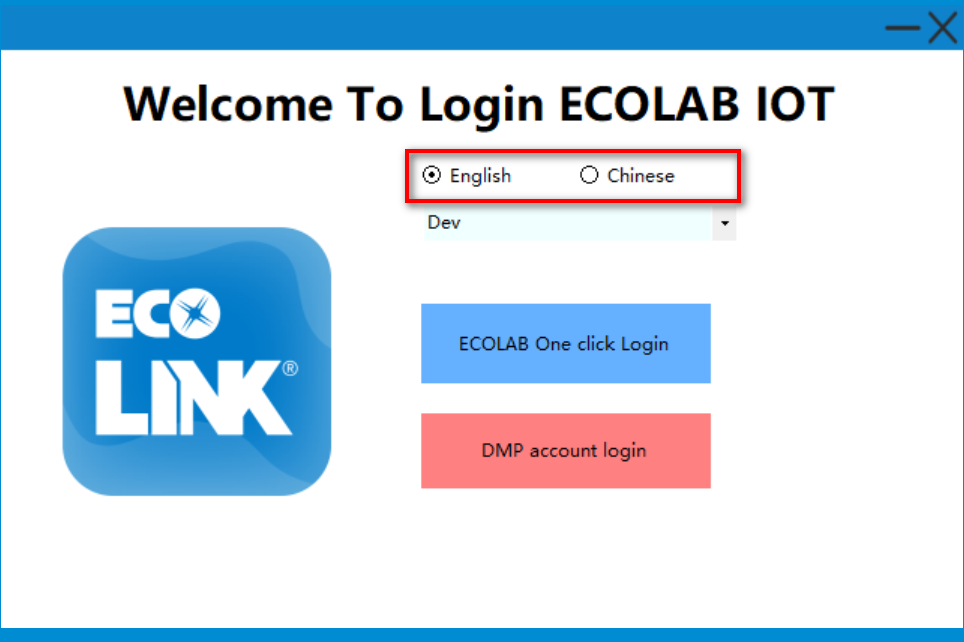 Welcome To Login ECOLAB IOT
English Chinese
Dev
ECO
LINK®
ECOLAB One click Login
DMP account login